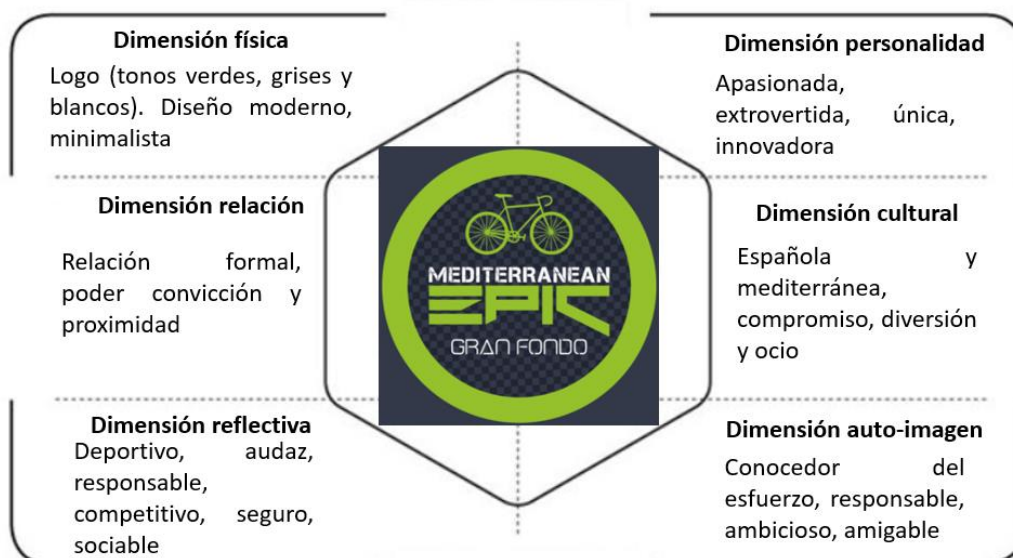 Dimensión física
Logo (tonos verdes, grises y
blancos). Diseño moderno,
minimalista
Dimensión personalidad
Apasionada,
extrovertida, única,
innovadora
Dimensión relación
Relación formal,
poder convicción y
proximidad
MEDITERRANEAN
EPIC
GRAN FONDO
Dimensión cultural
Española y
mediterránea,
compromiso, diversión
y ocio
Dimensión reflectiva
Deportivo, audaz,
responsable,
competitivo, seguro,
sociable
Dimensión auto-imagen
Conocedor del
esfuerzo, responsable,
ambicioso, amigable